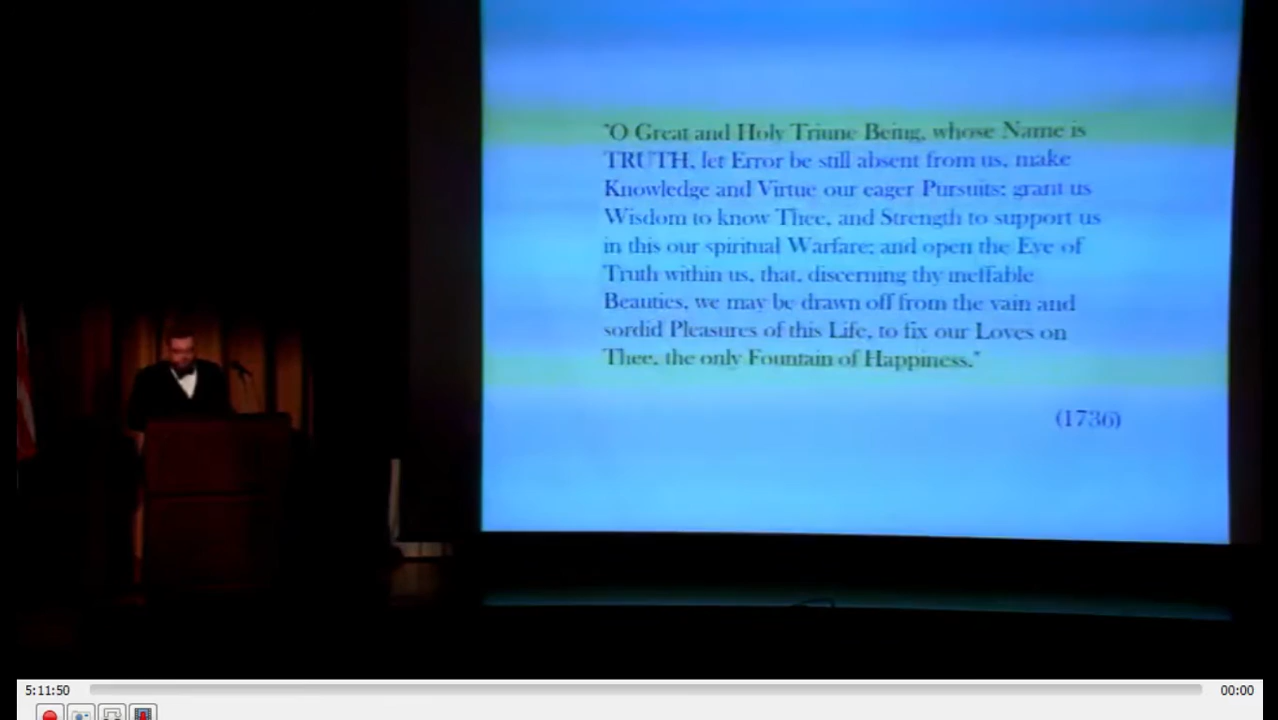 "O Great and Holy Triune Being, whose Name is
TRUTH, let Error be still absent from us, make
Knowledge and Virtue our eager Pursuits; grant us
Wisdom to know Thee, and Strength to support us
in this our spiritual Warfare; and open the Eye of
Truth within us, that, discerning thy ineffable
Beauties, we may be drawn off from the vain and
sordid Pleasures of this Life, to fix our Loves on
Thee, the only Fountain of Happiness."
(1736)
5:11:50
00:00